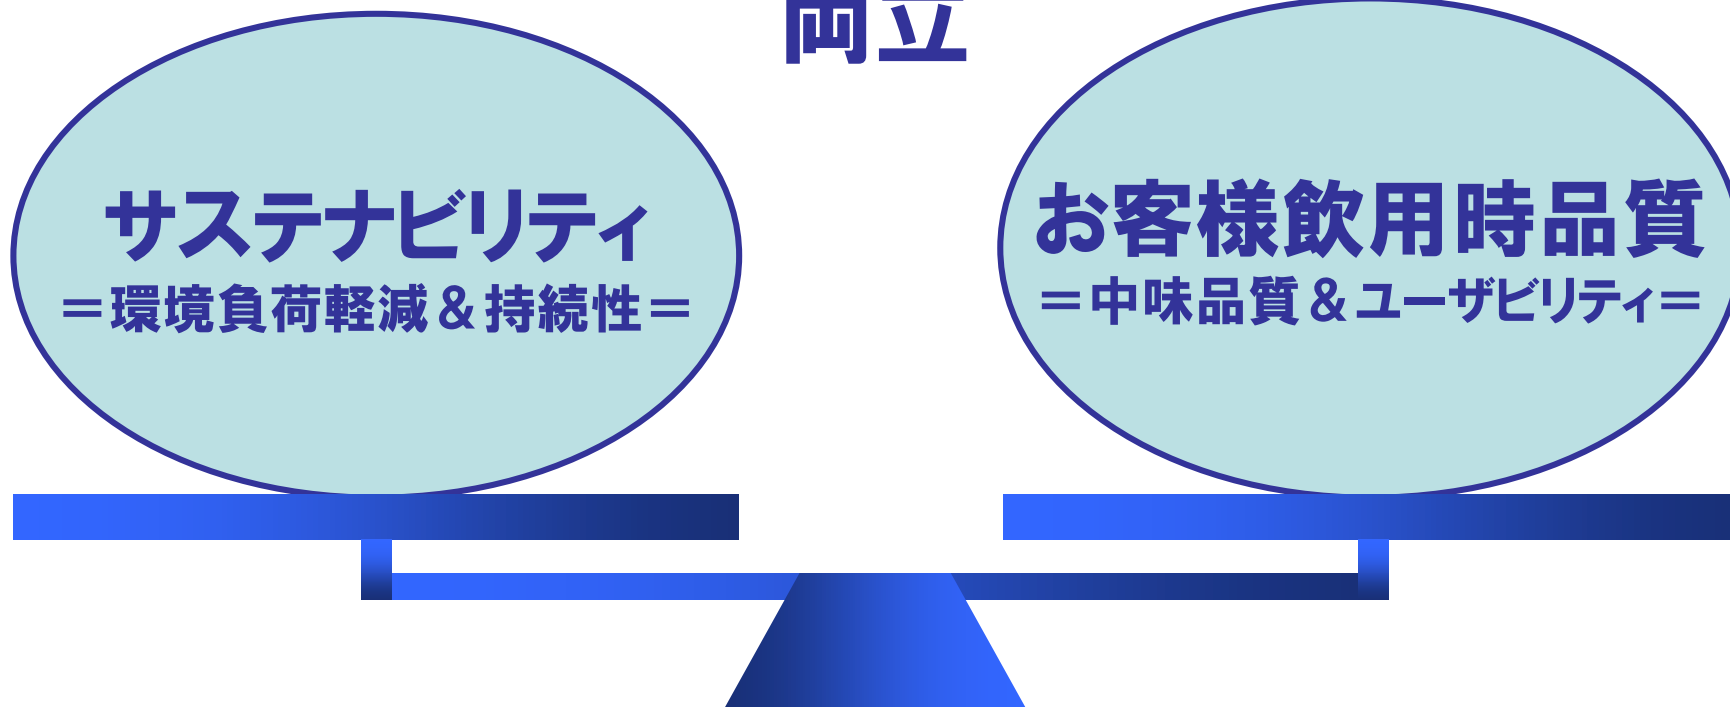 両立
サステナビリティ
＝環境負荷軽減＆持続性＝
お客様飲用時品質
＝中味品質＆ユーザビリティ＝